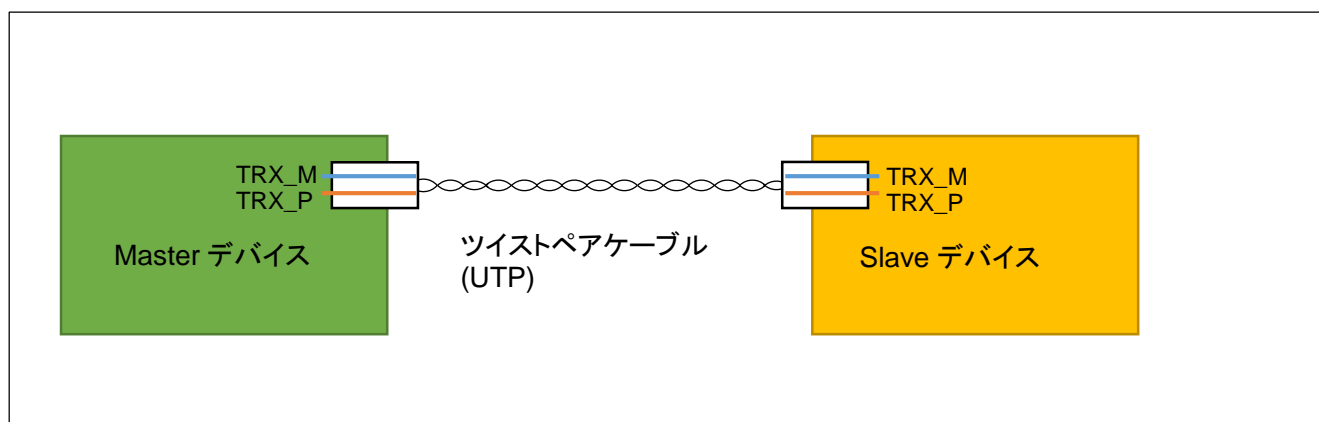 TRX_M
TRX_P
Master デバイス
ツイストペアケーブル
(UTP)
TRX_M
TRX_P
Slave デバイス